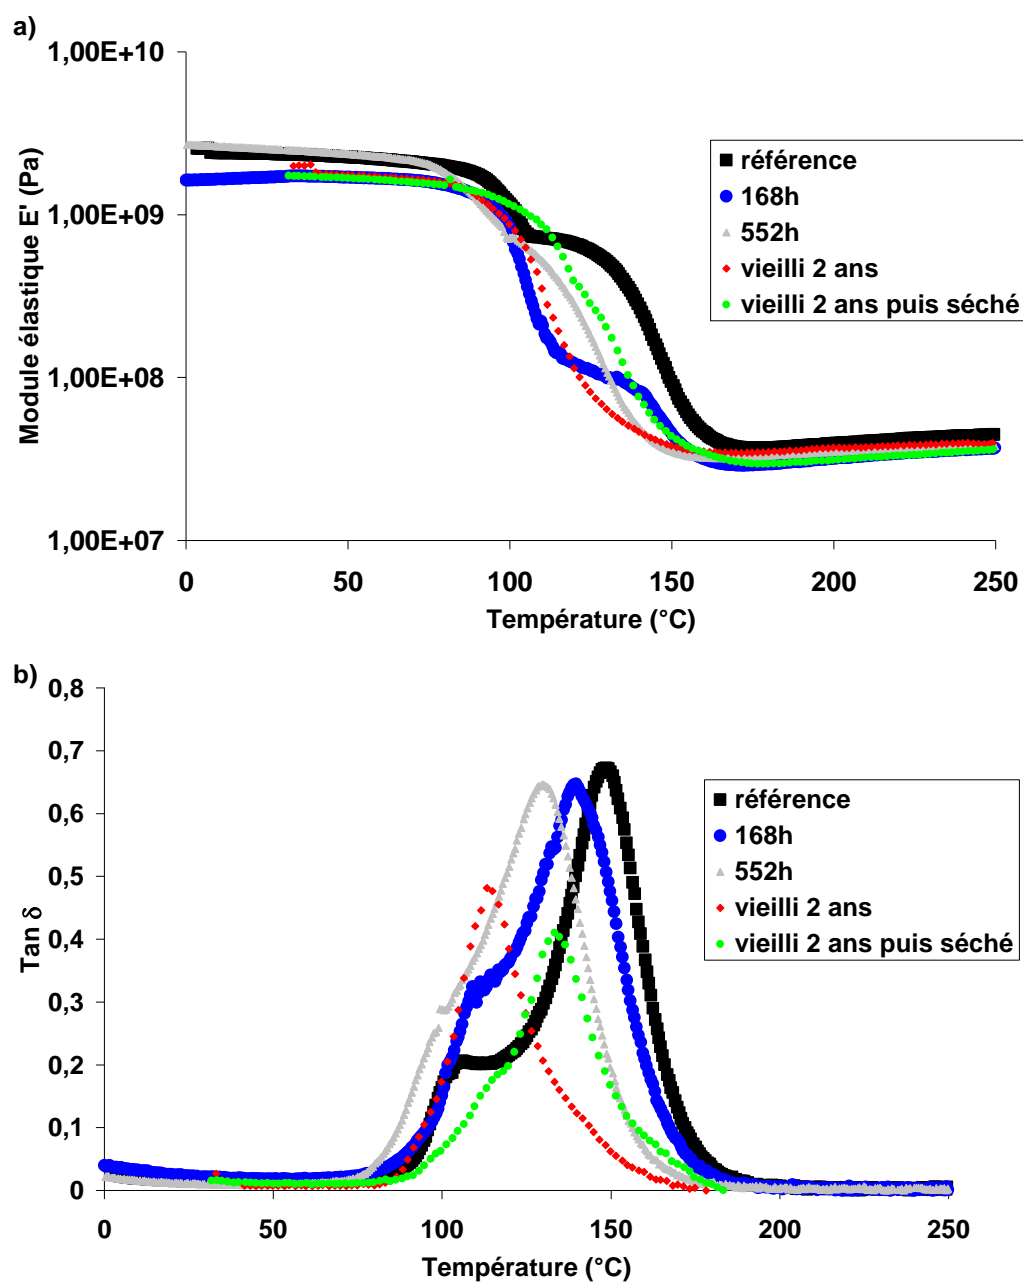 a)
1,00E+10
1,00E+09
1,00E+08
1,00E+07
Module élastique E' (Pa)
0
50
100
150
200
250
Température (°C)
référence
168h
552h
vieilli 2 ans
vieilli 2 ans puis séché
b)
0,8
0,7
0,6
0,5
0,4
0,3
0,2
0,1
0
Tan δ
0
50
100
150
200
250
Température (°C)
référence
168h
552h
vieilli 2 ans
vieilli 2 ans puis séché